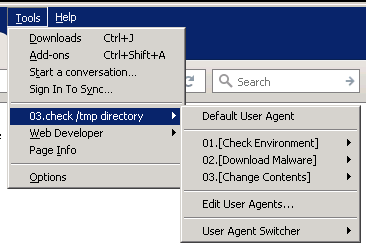 Tools Help
Downloads Ctrl+J
Add-ons Ctrl+Shift+A
Start a conversation...
Sign In To Sync...
Search
03.check /tmp directory
Web Developer
Page Info
Options
Default User Agent
01.[Check Environment]
02.[Download Malware]
03.[Change Contents]
Edit User Agents...
User Agent Switcher